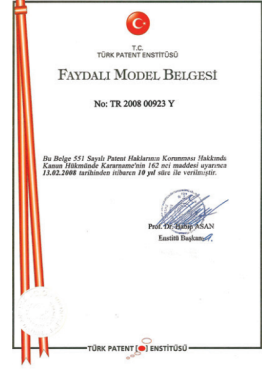 T.C.
TÜRK PATENT ENSTİTÜSÜ
FAYDALI MODEL BELGESİ
No: TR 2008 00923 Y
Bu Belge 551 Sayılı Patent Haklarının Korunması Hakkında
Kanun Hükmünde Kararname'nin 162 nci maddesi uyarınca
13.02.2008 tarihinden itibaren 10 yıl süre ile verilmiştir.
Prof. Dr. Habip ASAN
Enstitü Başkanı
TÜRK PATENT ENSTİTÜSÜ